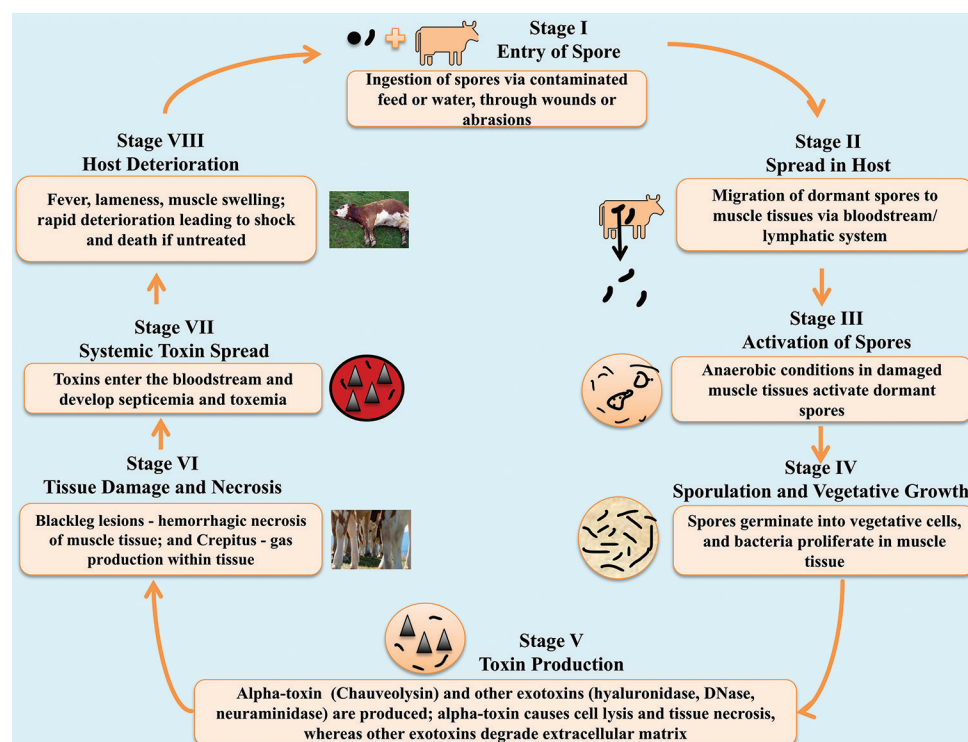 Stage I
Entry of Spore
Ingestion of spores via contaminated
feed or water, through wounds or
abrasions
Stage II
Spread in Host
Migration of dormant spores to
muscle tissues via bloodstream/
lymphatic system
Stage III
Activation of Spores
Anaerobic conditions in damaged
muscle tissues activate dormant
spores
Stage IV
Sporulation and Vegetative Growth
Spores germinate into vegetative cells,
and bacteria proliferate in muscle
tissue
Stage V
Toxin Production
Alpha-toxin (Chauveolysin) and other exotoxins (hyaluronidase, DNase,
neuraminidase) are produced; alpha-toxin causes cell lysis and tissue necrosis,
whereas other exotoxins degrade extracellular matrix
Stage VI
Tissue Damage and Necrosis
Blackleg lesions - hemorrhagic necrosis
of muscle tissue; and Crepitus - gas
production within tissue
Stage VII
Systemic Toxin Spread
Toxins enter the bloodstream and
develop septicemia and toxemia
Stage VIII
Host Deterioration
Fever, lameness, muscle swelling;
rapid deterioration leading to shock
and death if untreated